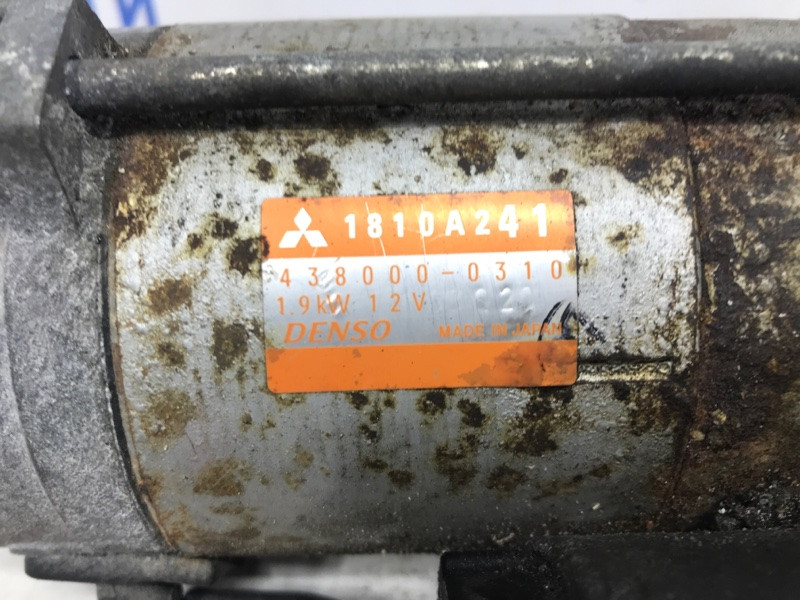 1810A241
438000-0310
1.9kW 12V
DENSO MADE IN JAPAN